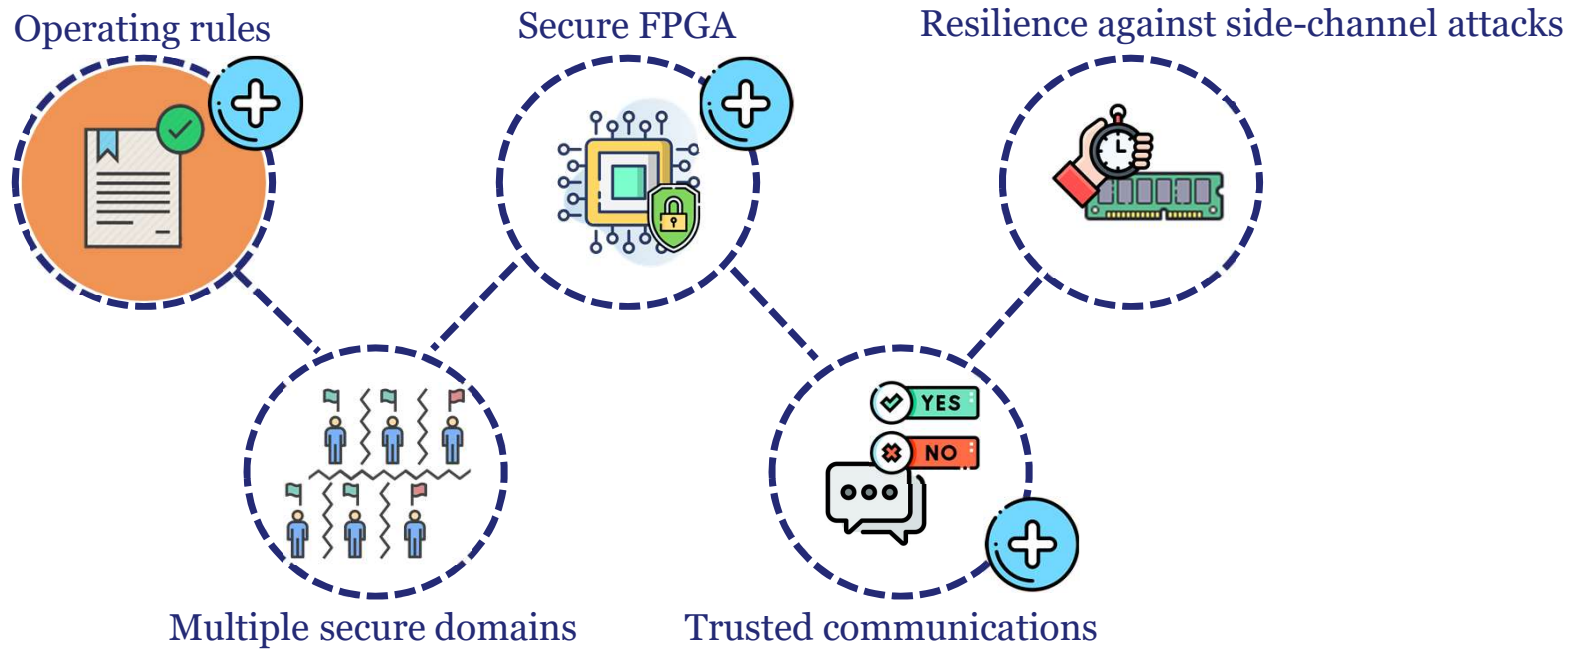 Operating rules
Secure FPGA
Resilience against side-channel attacks
YES
NO
Multiple secure domains
Trusted communications